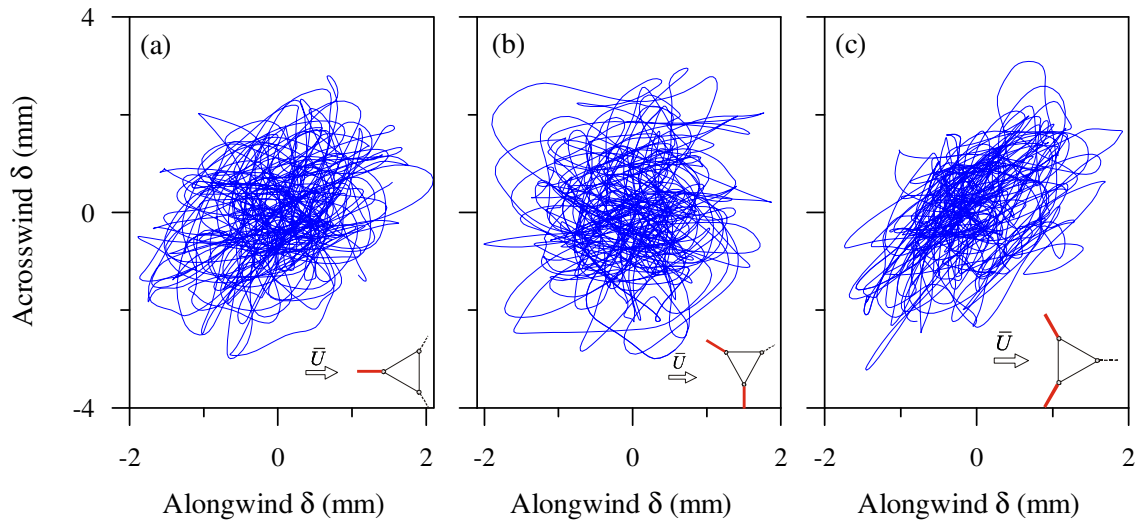 Acrosswind δ (mm)
4
0
-4
(a)
(b)
(c)
Ū
Ū
Ū
-2 0 2
-2 0 2
-2 0 2
Alongwind δ (mm)
Alongwind δ (mm)
Alongwind δ (mm)